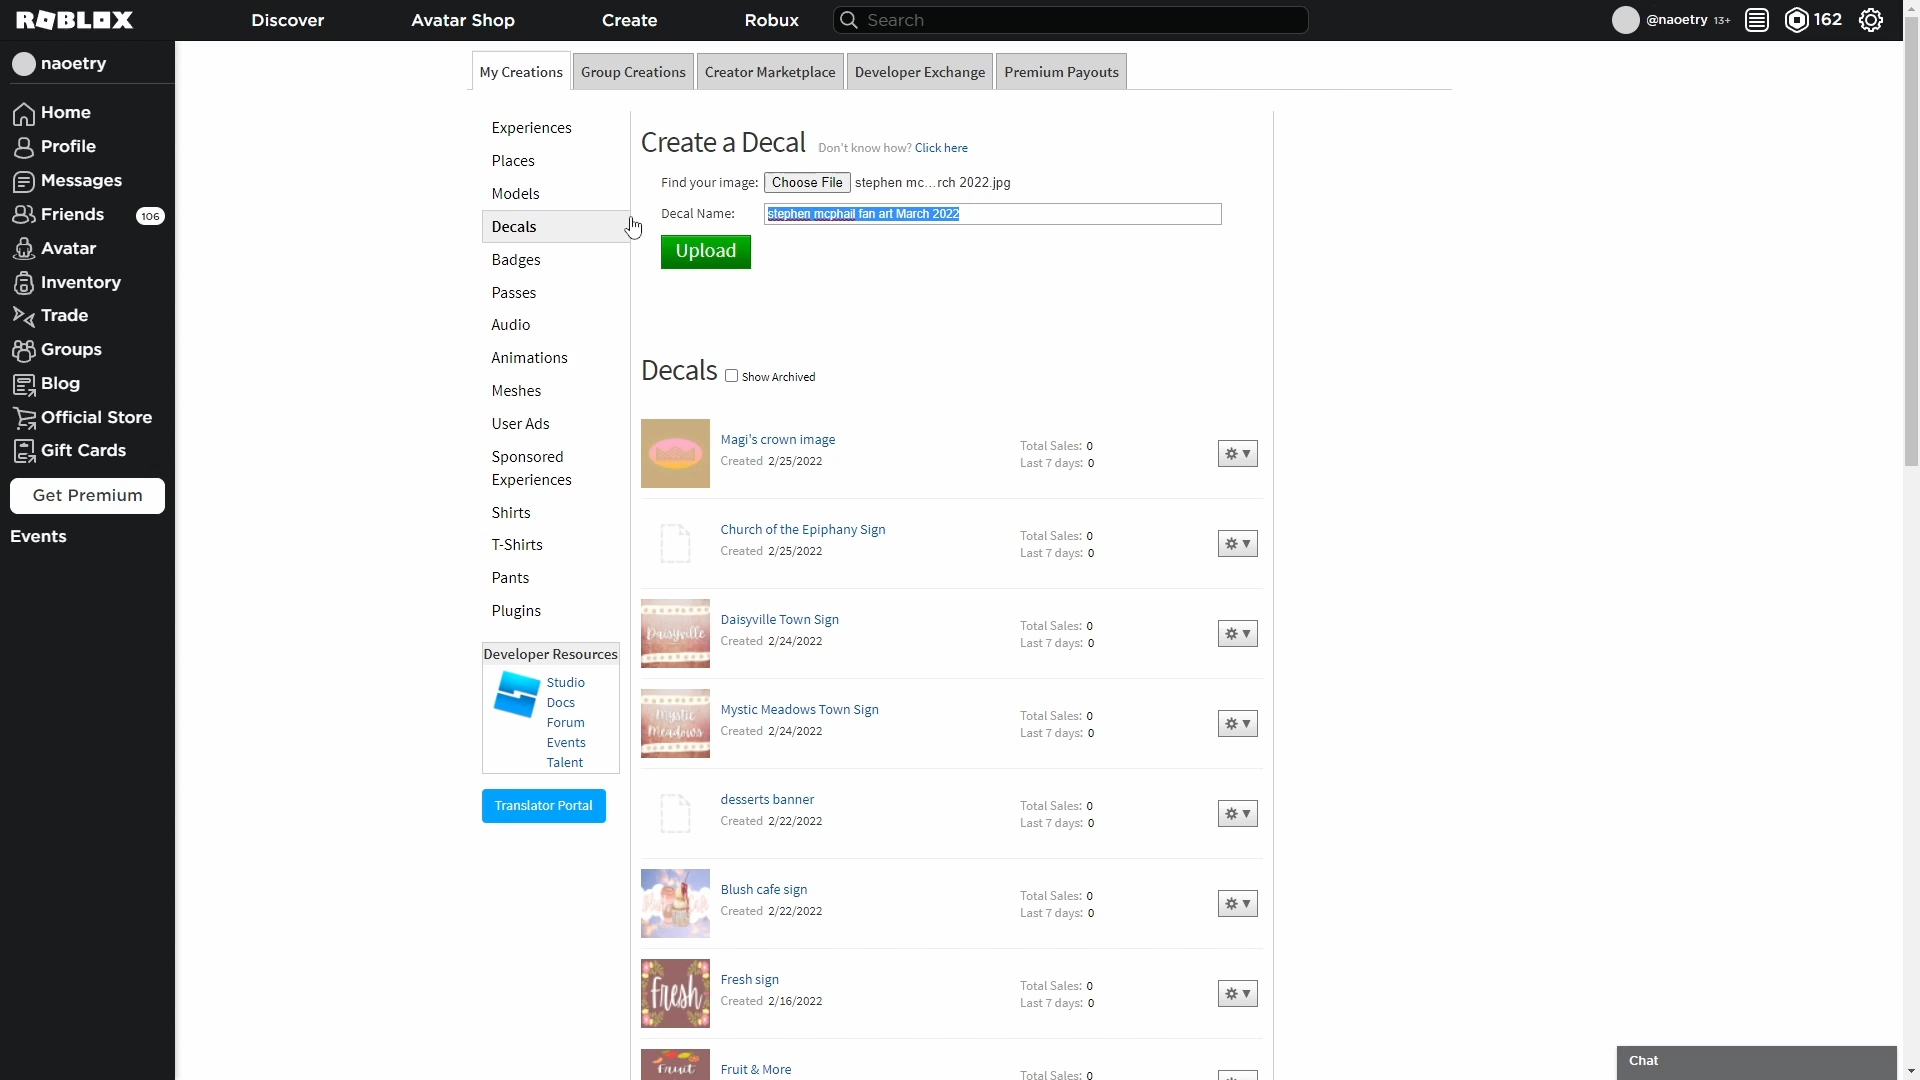 ROBLOX
Discover
Avatar Shop
Create
Robux
Search
@naoetry 13+
162
naoetry
Home
Profile
Messages
Friends 106
Avatar
Inventory
Trade
Groups
Blog
Official Store
Gift Cards
Get Premium
Events
My Creations
Group Creations
Creator Marketplace
Developer Exchange
Premium Payouts
Experiences
Places
Models
Decals
Badges
Passes
Audio
Animations
Meshes
User Ads
Sponsored
Experiences
Shirts
T-Shirts
Pants
Plugins
Developer Resources
Studio
Docs
Forum
Events
Talent
Translator Portal
Create a Decal Don't know how? Click here
Find your image: Choose File stephen mc...rch 2022.jpg
Decal Name: stephen mcphail fan art March 2022
Upload
Decals Show Archived
Magi's crown image
Created 2/25/2022
Total Sales: 0
Last 7 days: 0
Church of the Epiphany Sign
Created 2/25/2022
Total Sales: 0
Last 7 days: 0
Daisyville
Daisyville Town Sign
Created 2/24/2022
Total Sales: 0
Last 7 days: 0
Mystic
Meadows
Mystic Meadows Town Sign
Created 2/24/2022
Total Sales: 0
Last 7 days: 0
desserts banner
Created 2/22/2022
Total Sales: 0
Last 7 days: 0
Blush cafe sign
Created 2/22/2022
Total Sales: 0
Last 7 days: 0
Fresh
Fresh sign
Created 2/16/2022
Total Sales: 0
Last 7 days: 0
Fruit
Fruit & More
Total Sales: 0
Chat